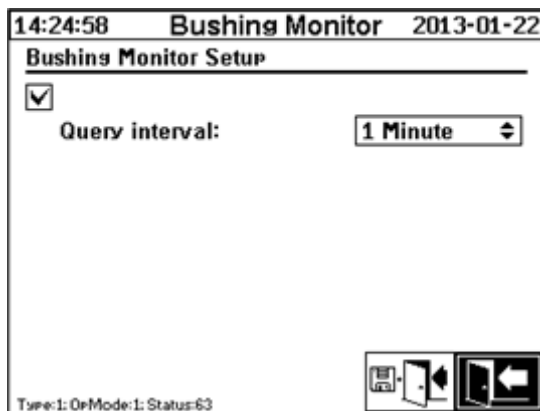 14:24:58 Bushing Monitor 2013-01-22
Bushing Monitor Setup
Query interval: 1 Minute
Type:1; OpMode:1; Status:63